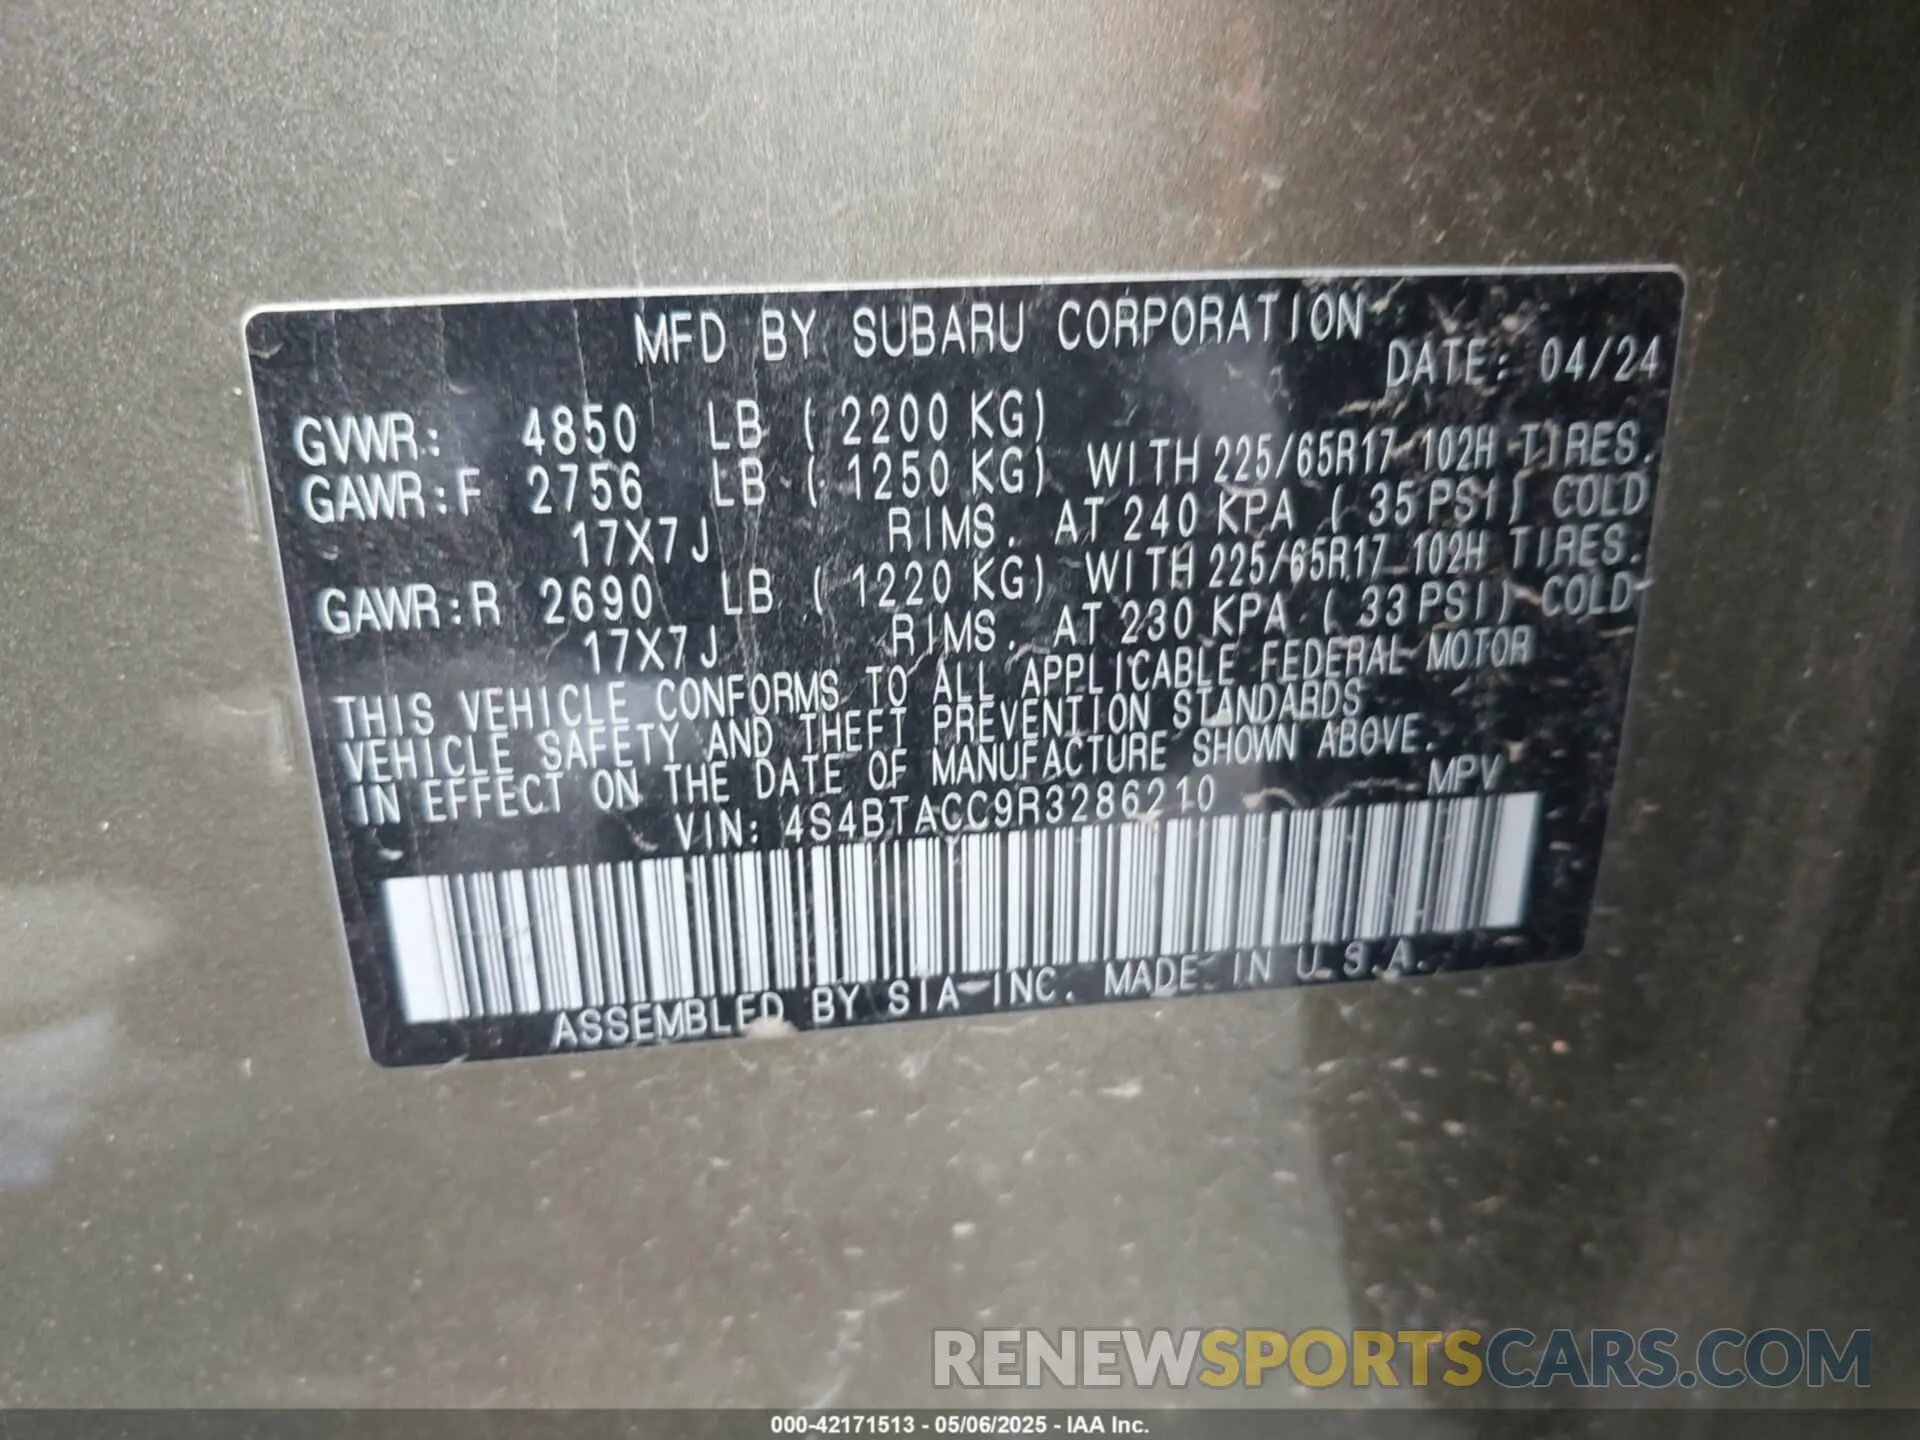 MFD BY SUBARU CORPORATION
DATE: 04/24
GVWR: 4850 LB ( 2200 KG)
GAWR:F 2756 LB ( 1250 KG) WITH 225/65R17 102H TIRES.
17X7J RIMS. AT 240 KPA ( 35 PSI) COLD
GAWR:R 2690 LB ( 1220 KG) WITH 225/65R17 102H TIRES.
17X7J RIMS. AT 230 KPA ( 33 PSI) COLD
THIS VEHICLE CONFORMS TO ALL APPLICABLE FEDERAL MOTOR
VEHICLE SAFETY AND THEFT PREVENTION STANDARDS
IN EFFECT ON THE DATE OF MANUFACTURE SHOWN ABOVE.
VIN: 4S4BTACC9R3286210 MPV
ASSEMBLED BY SIA INC. MADE IN U.S.A.
RENEWSPORTSCARS.COM
000-42171513 - 05/06/2025 - IAA Inc.